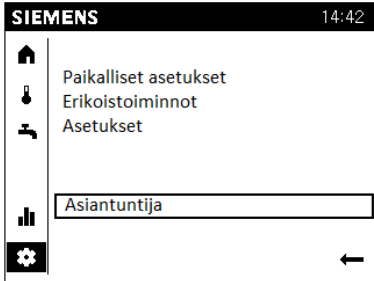 SIEMENS 14:42
Paikalliset asetukset
Erikoistoiminnot
Asetukset
Asiantuntija